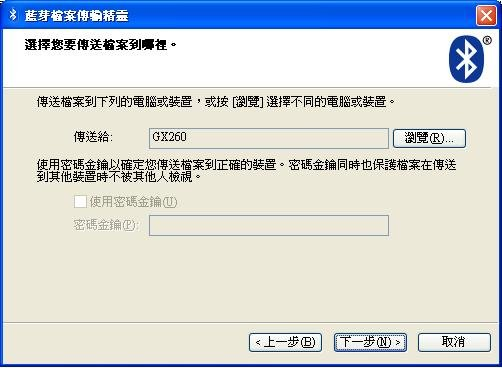 藍芽檔案傳輸精靈
選擇您要傳送檔案到哪裡。
®
傳送檔案到下列的電腦或裝置，或按 [瀏覽] 選擇不同的電腦或裝置。
傳送給: GX260 瀏覽(R)...
使用密碼金鑰以確定您傳送檔案到正確的裝置。密碼金鑰同時也保護檔案在傳送
到其他裝置時不被其他人檢視。
使用密碼金鑰(U)
密碼金鑰(P):
<上一步(B) 下一步(N)> 取消